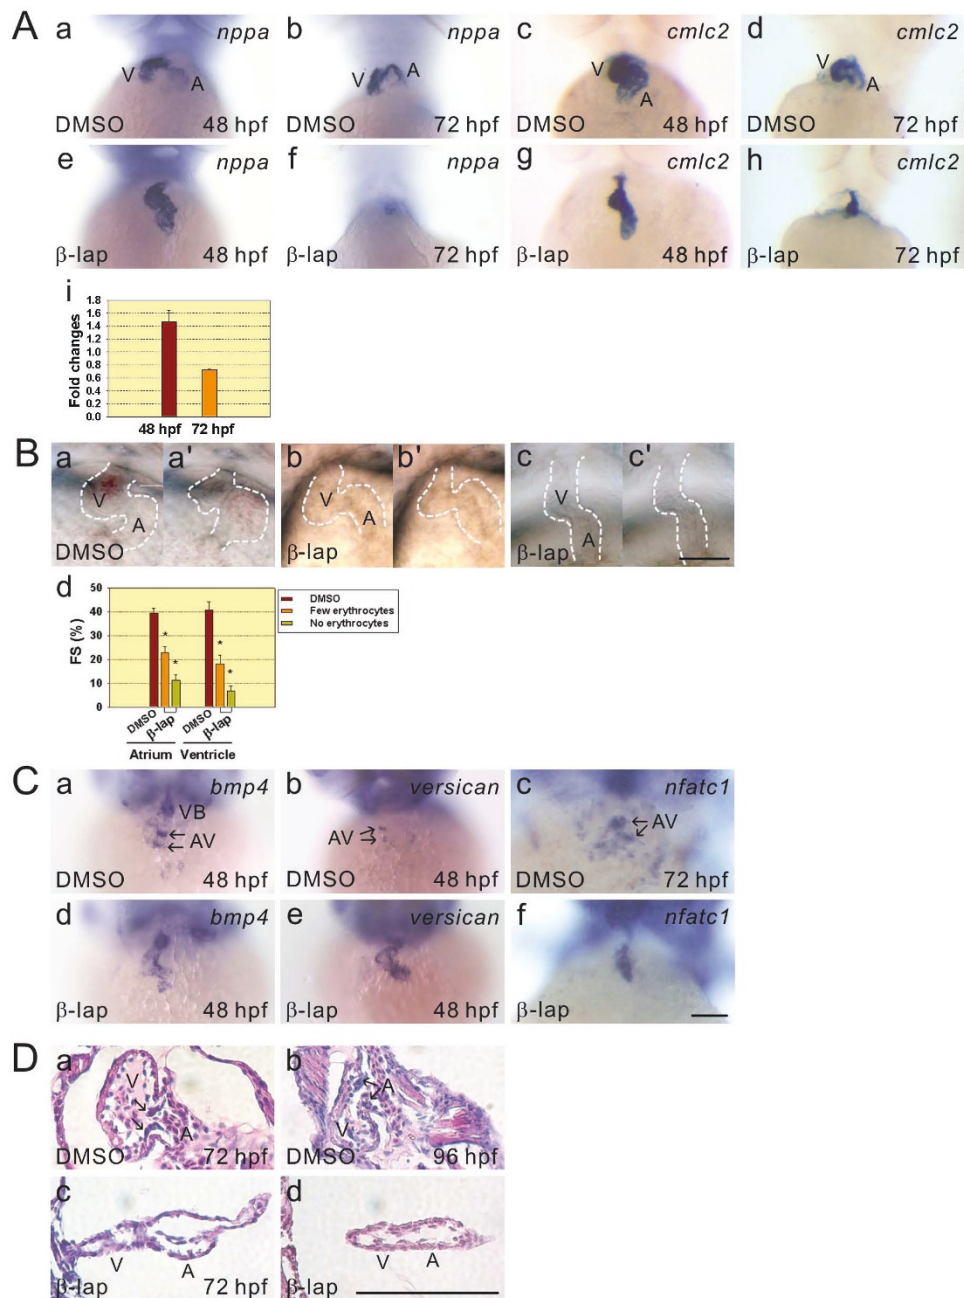 A
a nppa
V A
DMSO 48 hpf
b nppa
A
V
DMSO 72 hpf
c cmlc2
V
A
DMSO 48 hpf
d cmlc2
V
A
DMSO 72 hpf
e nppa
β-lap 48 hpf
f nppa
β-lap 72 hpf
g cmlc2
β-lap 48 hpf
h cmlc2
β-lap 72 hpf
i
Fold changes
1.8
1.6
1.4
1.2
1.0
0.8
0.6
0.4
0.2
0.0
48 hpf 72 hpf
B
a a'
V
A
DMSO
b b'
V
A
β-lap
c c'
V
A
β-lap
d
FS (%)
50
40
30
20
10
0
* * * *
DMSO β-lap DMSO β-lap
Atrium Ventricle
DMSO
Few erythrocytes
No erythrocytes
C
a bmp4
VB
AV
DMSO 48 hpf
b versican
AV
DMSO 48 hpf
c nfatc1
AV
DMSO 72 hpf
d bmp4
β-lap 48 hpf
e versican
β-lap 48 hpf
f nfatc1
β-lap
D
a
V
A
DMSO 72 hpf
b
A
V
DMSO 96 hpf
c
V A
β-lap 72 hpf
d
V A
β-lap